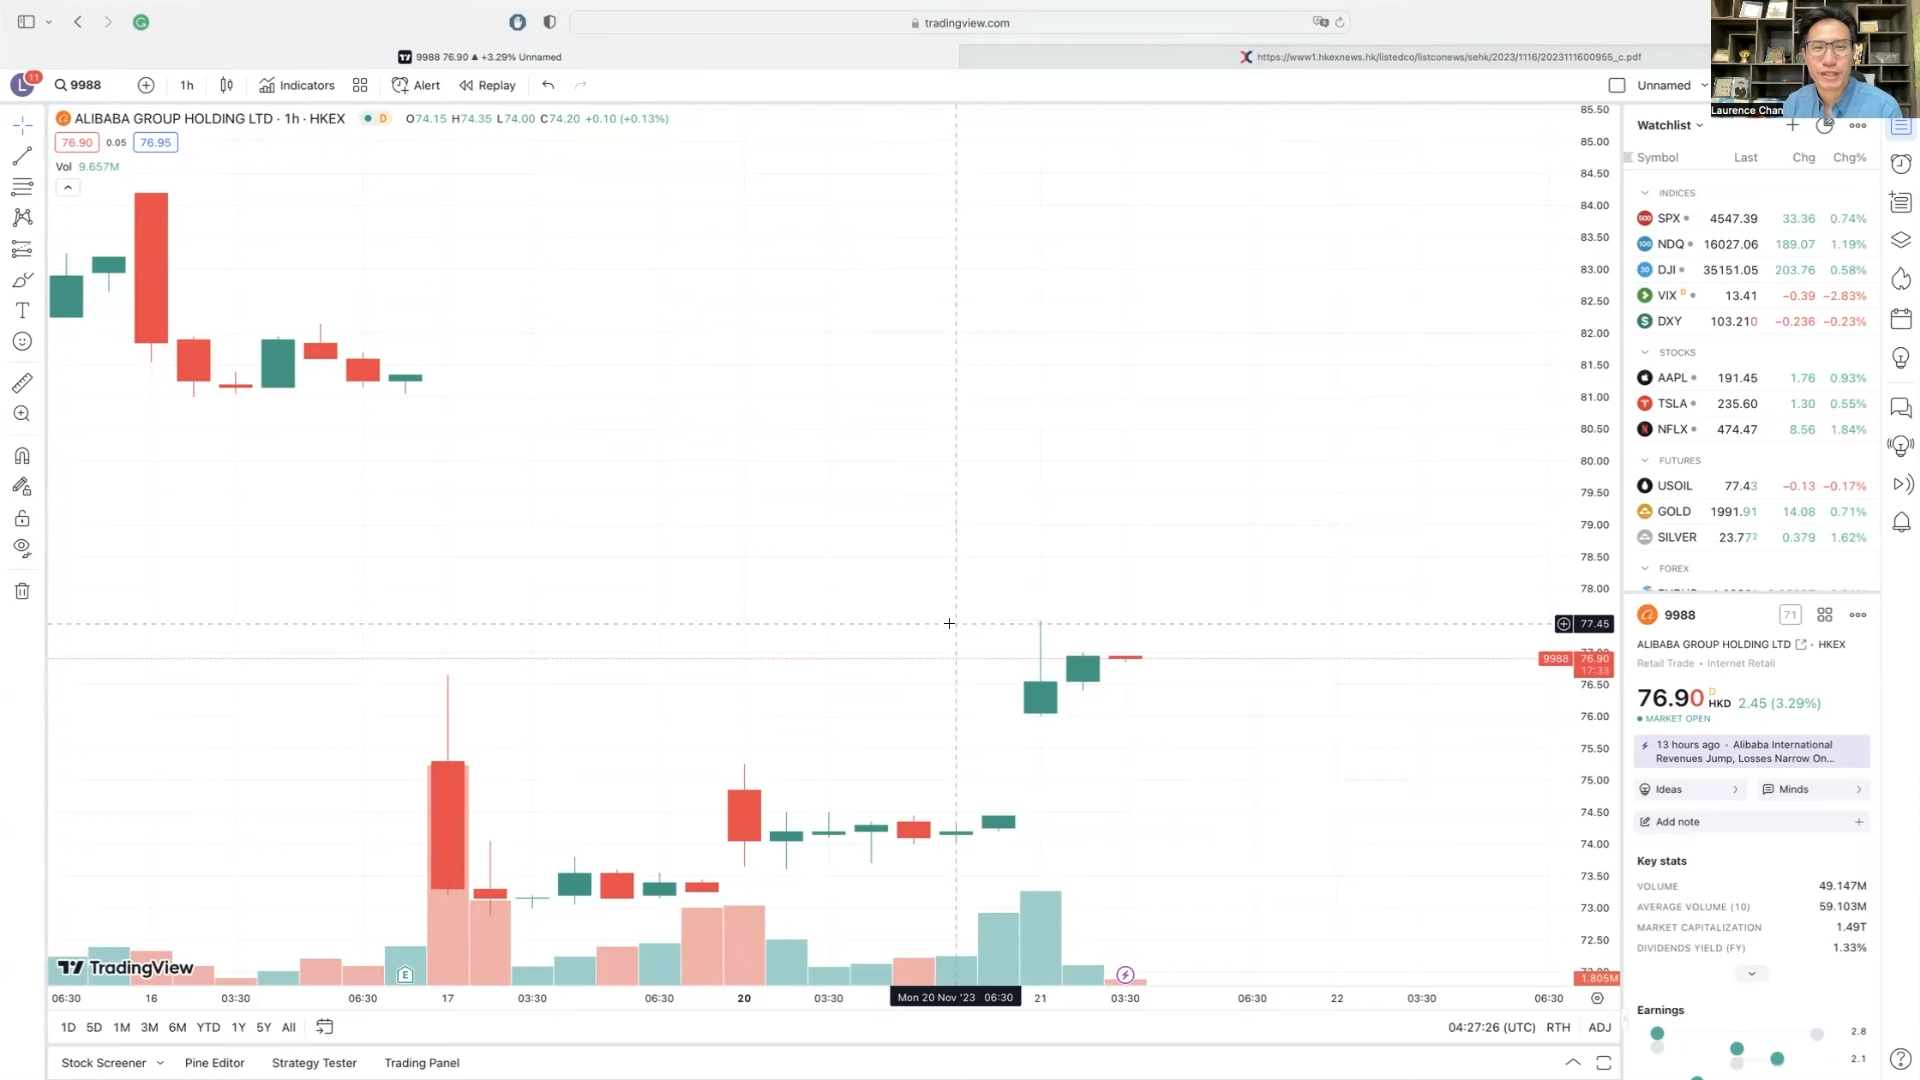 tradingview.com
9988 76.90 ▲ +3.29% Unnamed
https://www1.hkexnews.hk/listedco/listconews/sehk/2023/1116/2023111600955_c.pdf
L 11
9988
1h
Indicators
Alert
Replay
Unnamed
Laurence Chan
ALIBABA GROUP HOLDING LTD · 1h · HKEX
D
O74.15 H74.35 L74.00 C74.20 +0.10 (+0.13%)
76.90 0.05 76.95
Vol 9.657M
85.50
85.00
84.50
84.00
83.50
83.00
82.50
82.00
81.50
81.00
80.50
80.00
79.50
79.00
78.50
78.00
77.45
9988 76.90
17:33
76.50
76.00
75.50
75.00
74.50
74.00
73.50
73.00
72.50
1.805M
TradingView
E
06:30 16 03:30 06:30 17 03:30 06:30 20 03:30 Mon 20 Nov '23 06:30 21 03:30 06:30 22 03:30 06:30
1D 5D 1M 3M 6M YTD 1Y 5Y All
04:27:26 (UTC) RTH ADJ
Stock Screener Pine Editor Strategy Tester Trading Panel
Watchlist
Symbol Last Chg Chg%
INDICES
SPX 4547.39 33.36 0.74%
NDQ 16027.06 189.07 1.19%
DJI 35151.05 203.76 0.58%
VIX D 13.41 −0.39 −2.83%
DXY 103.210 −0.236 −0.23%
STOCKS
AAPL 191.45 1.76 0.93%
TSLA 235.60 1.30 0.55%
NFLX 474.47 8.56 1.84%
FUTURES
USOIL 77.43 −0.13 −0.17%
GOLD 1991.91 14.08 0.71%
SILVER 23.772 0.379 1.62%
FOREX
9988
71
ALIBABA GROUP HOLDING LTD · HKEX
Retail Trade • Internet Retail
76.90 D HKD 2.45 (3.29%)
MARKET OPEN
13 hours ago · Alibaba International
Revenues Jump, Losses Narrow On...
Ideas
Minds
Add note
Key stats
VOLUME 49.147M
AVERAGE VOLUME (10) 59.103M
MARKET CAPITALIZATION 1.49T
DIVIDENDS YIELD (FY) 1.33%
Earnings
2.8
2.1